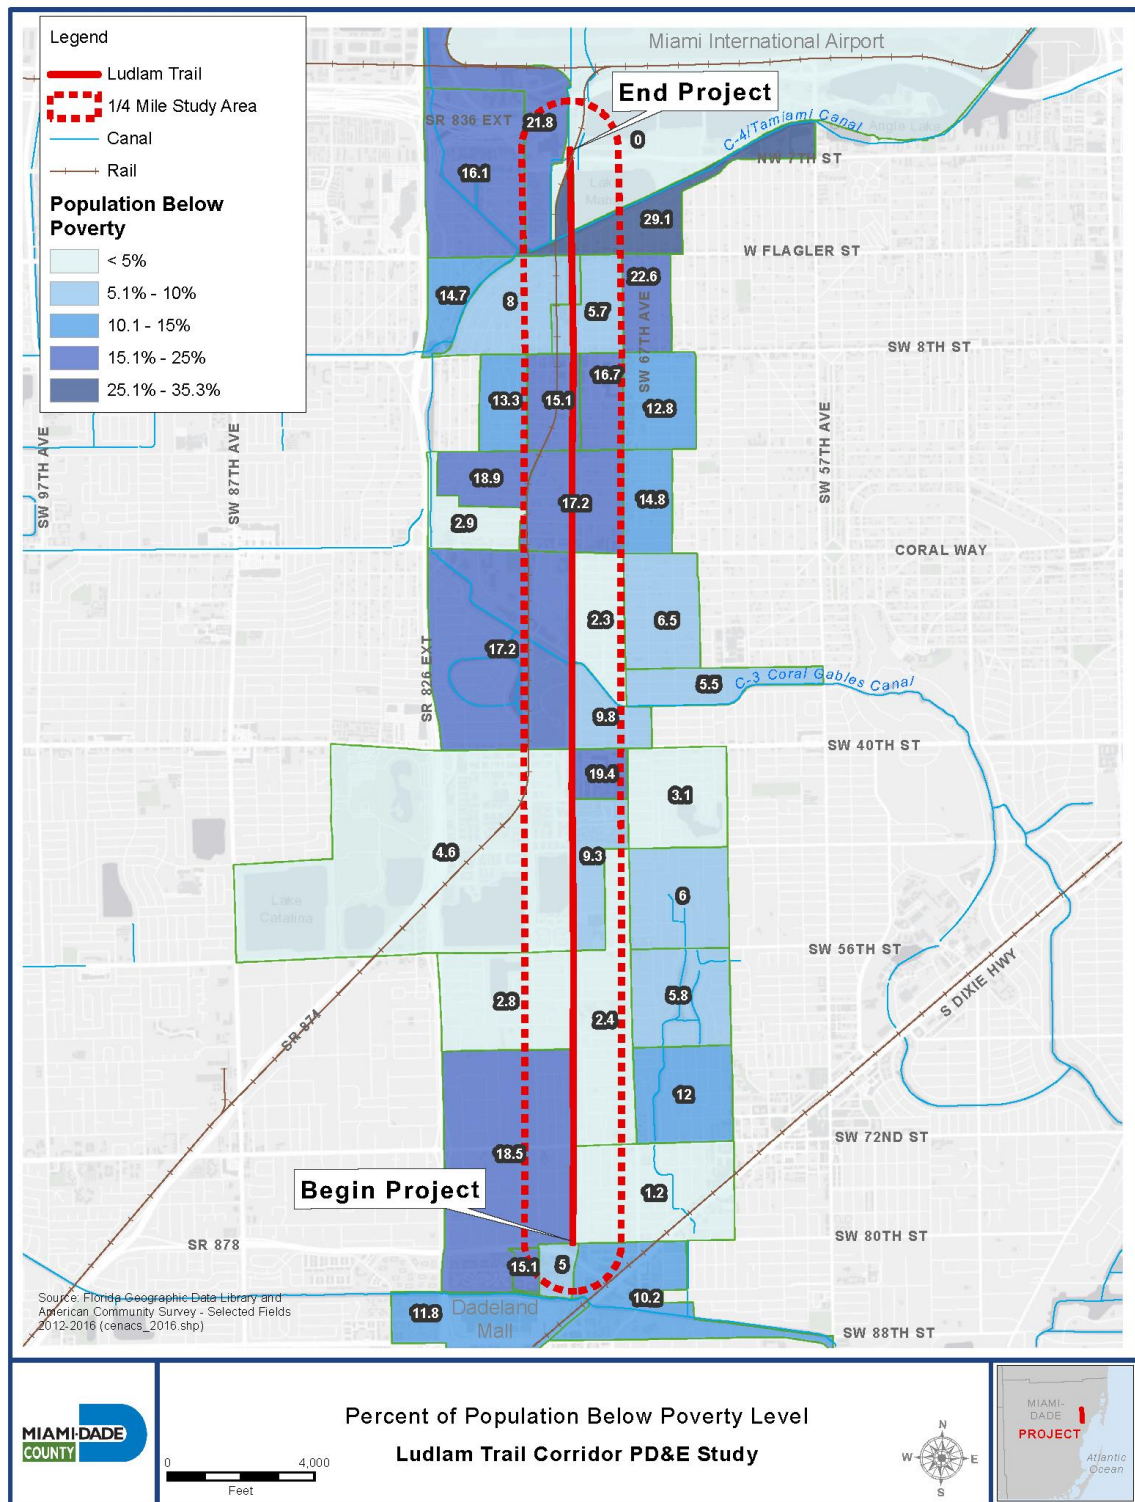 Legend
Ludlam Trail
1/4 Mile Study Area
Canal
Rail
Population Below
Poverty
< 5%
5.1% - 10%
10.1 - 15%
15.1% - 25%
25.1% - 35.3%
Miami International Airport
End Project
SR 836 EXT
21.8
0
C-4/Tamiami Canal
Angle Lake
NW 7TH ST
16.1
Lake
29.1
W FLAGLER ST
22.6
14.7
8
5.7
SW 67TH AVE
SW 8TH ST
16.7
13.3
15.1
12.8
SW 97TH AVE
SW 87TH AVE
SW 57TH AVE
18.9
17.2
14.8
2.9
CORAL WAY
2.3
6.5
17.2
SR 826 EXT
5.5
C-3 Coral Gables Canal
9.8
SW 40TH ST
19.4
3.1
4.6
9.3
Lake
Catalina
6
SW 56TH ST
S DIXIE HWY
2.8
5.8
2.4
SR 874
12
SW 72ND ST
18.5
Begin Project
1.2
SW 80TH ST
SR 878
15.1
5
10.2
11.8
Dadeland
Mall
SW 88TH ST
Source: Florida Geographic Data Library and
American Community Survey - Selected Fields
2012-2016 (cenacs_2016.shp)
MIAMI-DADE
COUNTY
0 4,000
Feet
Percent of Population Below Poverty Level
Ludlam Trail Corridor PD&E Study
N
W E
S
MIAMI-
DADE
PROJECT
Atlantic
Ocean